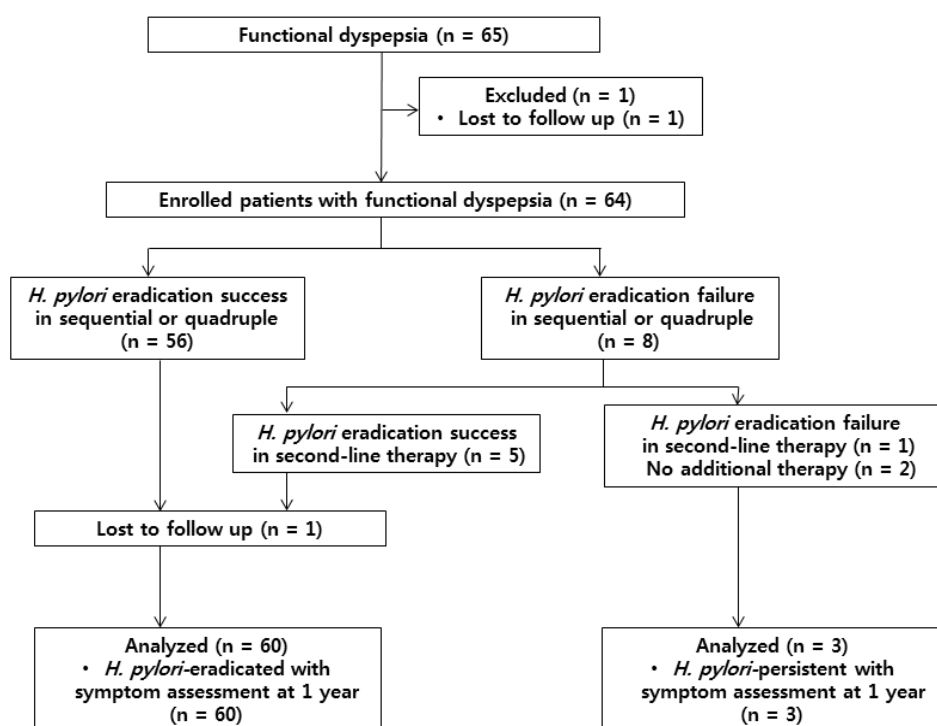 Functional dyspepsia (n = 65)
Excluded (n = 1)
• Lost to follow up (n = 1)
Enrolled patients with functional dyspepsia (n = 64)
H. pylori eradication success
in sequential or quadruple
(n = 56)
H. pylori eradication failure
in sequential or quadruple
(n = 8)
H. pylori eradication success
in second-line therapy (n = 5)
H. pylori eradication failure
in second-line therapy (n = 1)
No additional therapy (n = 2)
Lost to follow up (n = 1)
Analyzed (n = 60)
• H. pylori-eradicated with
symptom assessment at 1 year
(n = 60)
Analyzed (n = 3)
• H. pylori-persistent with
symptom assessment at 1 year
(n = 3)